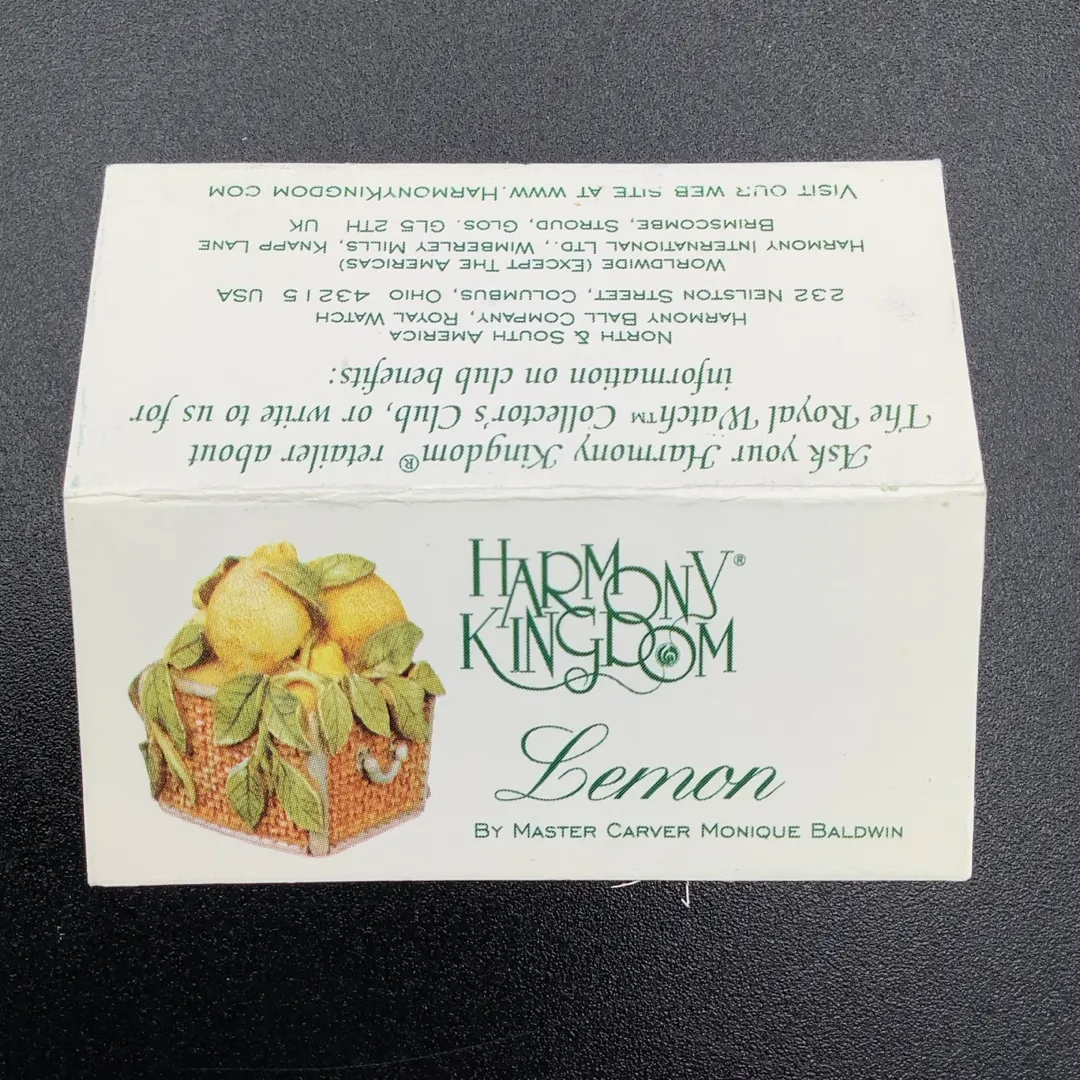 Ask your Harmony Kingdom® retailer about
The Royal Watch™ Collector's Club, or write to us for
information on club benefits:
North & South America
Harmony Ball Company, Royal Watch
232 Neilston Street, Columbus, Ohio 43215 USA
Worldwide (Except The Americas)
Harmony International Ltd., Wimberley Mills, Knapp Lane
Brimscombe, Stroud, Glos. GL5 2TH UK
Visit our web site at www.HarmonyKingdom.com
HARMONY®
KINGDOM
Lemon
By Master Carver Monique Baldwin